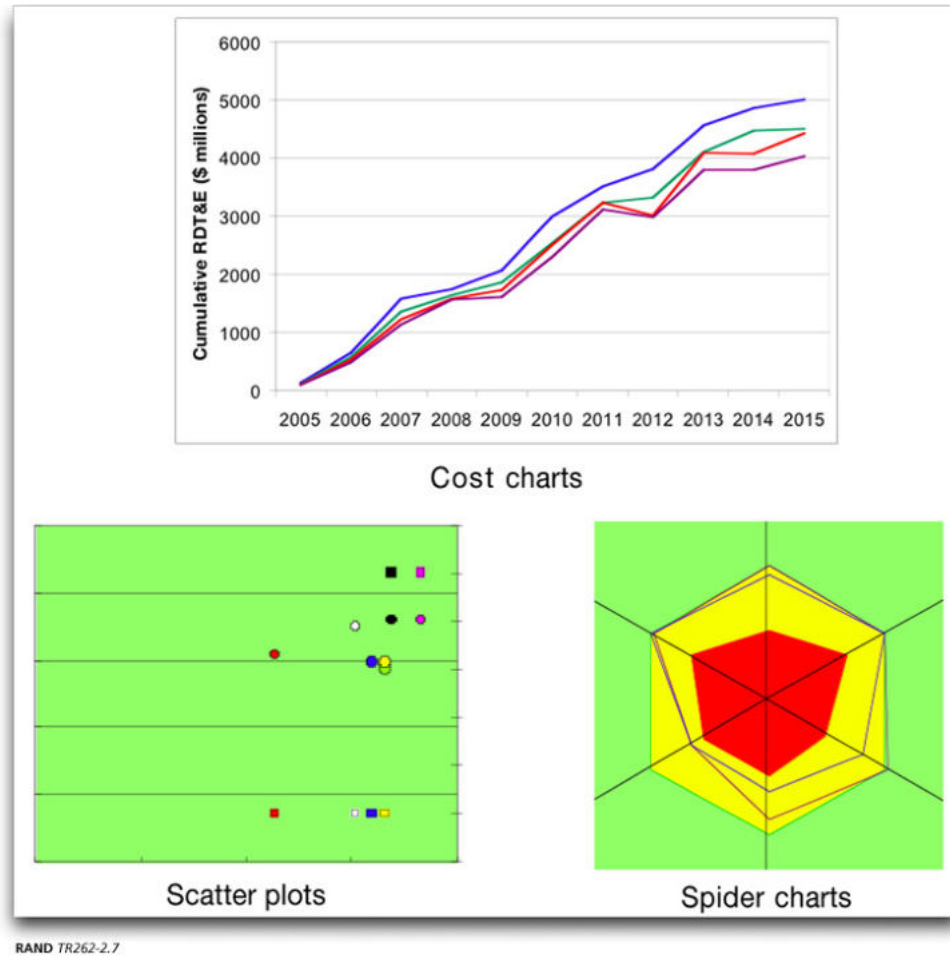 6000
5000
4000
3000
2000
1000
0
Cumulative RDT&E ($ millions)
2005 2006 2007 2008 2009 2010 2011 2012 2013 2014 2015
Cost charts
Scatter plots
Spider charts
RAND TR262-2.7